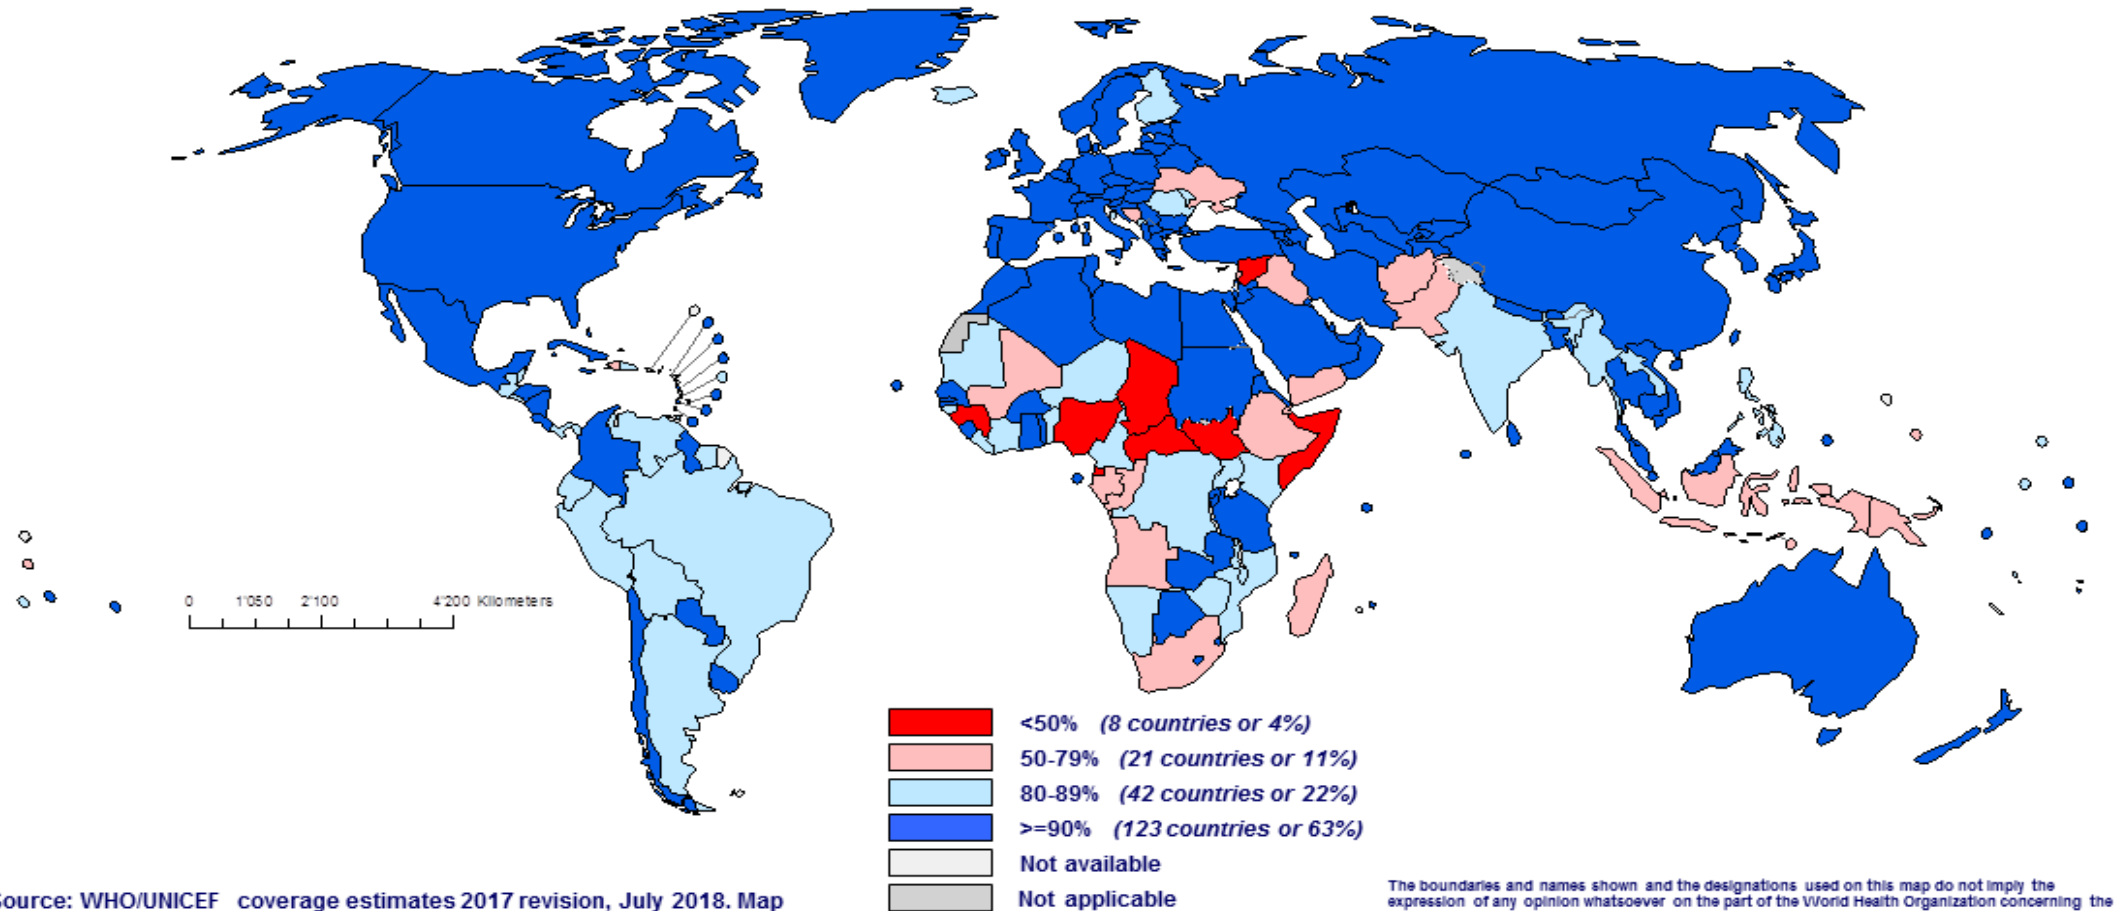 0 1'050 2'100 4'200 Kilometers
<50% (8 countries or 4%)
50-79% (21 countries or 11%)
80-89% (42 countries or 22%)
>=90% (123 countries or 63%)
Not available
Not applicable
Source: WHO/UNICEF coverage estimates 2017 revision, July 2018. Map
The boundaries and names shown and the designations used on this map do not imply the
expression of any opinion whatsoever on the part of the World Health Organization concerning the